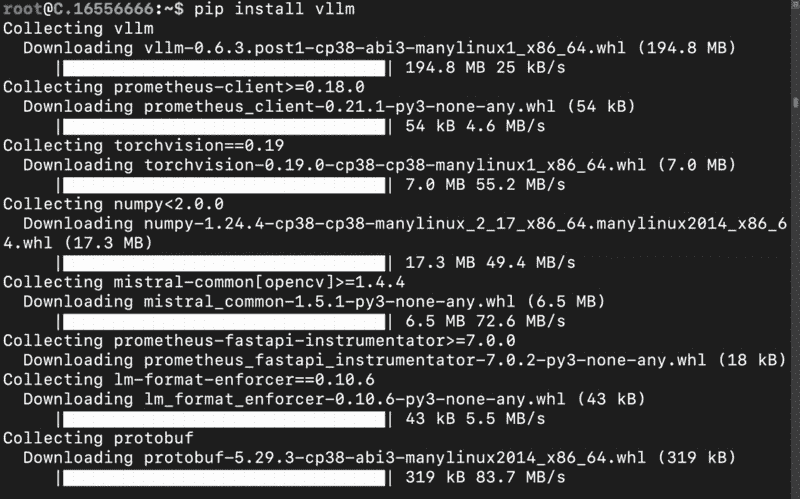 root@C.16556666:~$ pip install vllm
Collecting vllm
  Downloading vllm-0.6.3.post1-cp38-abi3-manylinux1_x86_64.whl (194.8 MB)
     |████████████████████████████████| 194.8 MB 25 kB/s
Collecting prometheus-client>=0.18.0
  Downloading prometheus_client-0.21.1-py3-none-any.whl (54 kB)
     |████████████████████████████████| 54 kB 4.6 MB/s
Collecting torchvision==0.19
  Downloading torchvision-0.19.0-cp38-cp38-manylinux1_x86_64.whl (7.0 MB)
     |████████████████████████████████| 7.0 MB 55.2 MB/s
Collecting numpy<2.0.0
  Downloading numpy-1.24.4-cp38-cp38-manylinux_2_17_x86_64.manylinux2014_x86_6
4.whl (17.3 MB)
     |████████████████████████████████| 17.3 MB 49.4 MB/s
Collecting mistral-common[opencv]>=1.4.4
  Downloading mistral_common-1.5.1-py3-none-any.whl (6.5 MB)
     |████████████████████████████████| 6.5 MB 72.6 MB/s
Collecting prometheus-fastapi-instrumentator>=7.0.0
  Downloading prometheus_fastapi_instrumentator-7.0.2-py3-none-any.whl (18 kB)
Collecting lm-format-enforcer==0.10.6
  Downloading lm_format_enforcer-0.10.6-py3-none-any.whl (43 kB)
     |████████████████████████████████| 43 kB 5.5 MB/s
Collecting protobuf
  Downloading protobuf-5.29.3-cp38-abi3-manylinux2014_x86_64.whl (319 kB)
     |████████████████████████████████| 319 kB 83.7 MB/s